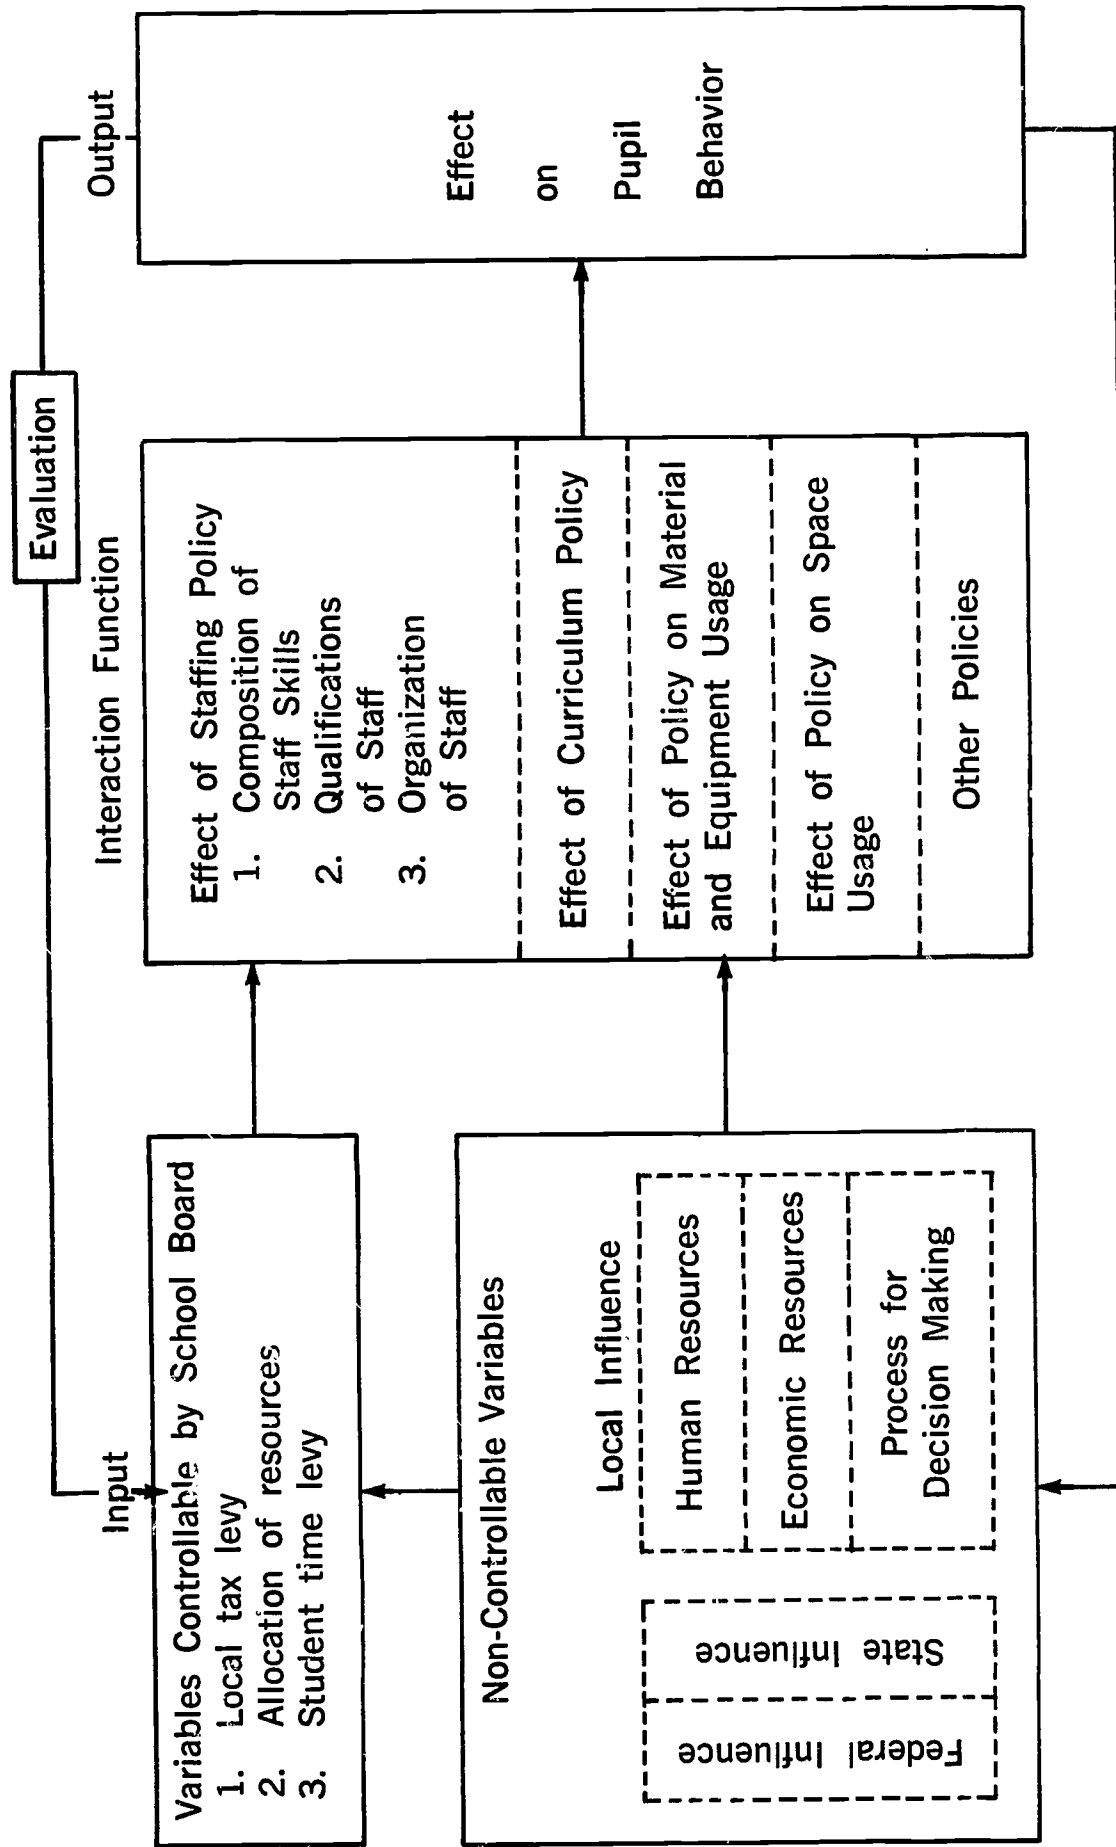 Evaluation
Input
Interaction Function
Output
Variables Controllable by School Board
1. Local tax levy
2. Allocation of resources
3. Student time levy
Non-Controllable Variables
Federal Influence
State Influence
Local Influence
Human Resources
Economic Resources
Process for
Decision Making
Effect of Staffing Policy
1. Composition of
Staff Skills
2. Qualifications
of Staff
3. Organization
of Staff
Effect of Curriculum Policy
Effect of Policy on Material
and Equipment Usage
Effect of Policy on Space
Usage
Other Policies
Effect
on
Pupil
Behavior